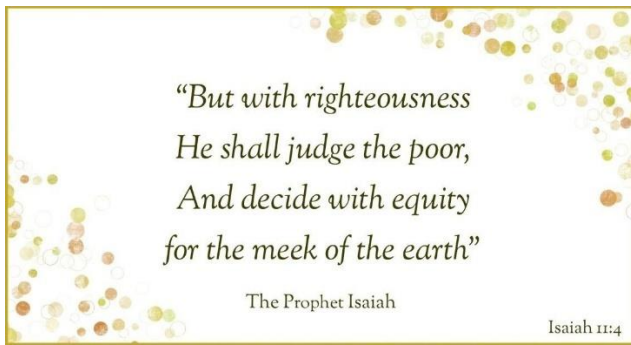 “But with righteousness
He shall judge the poor,
And decide with equity
for the meek of the earth”
The Prophet Isaiah
Isaiah 11:4